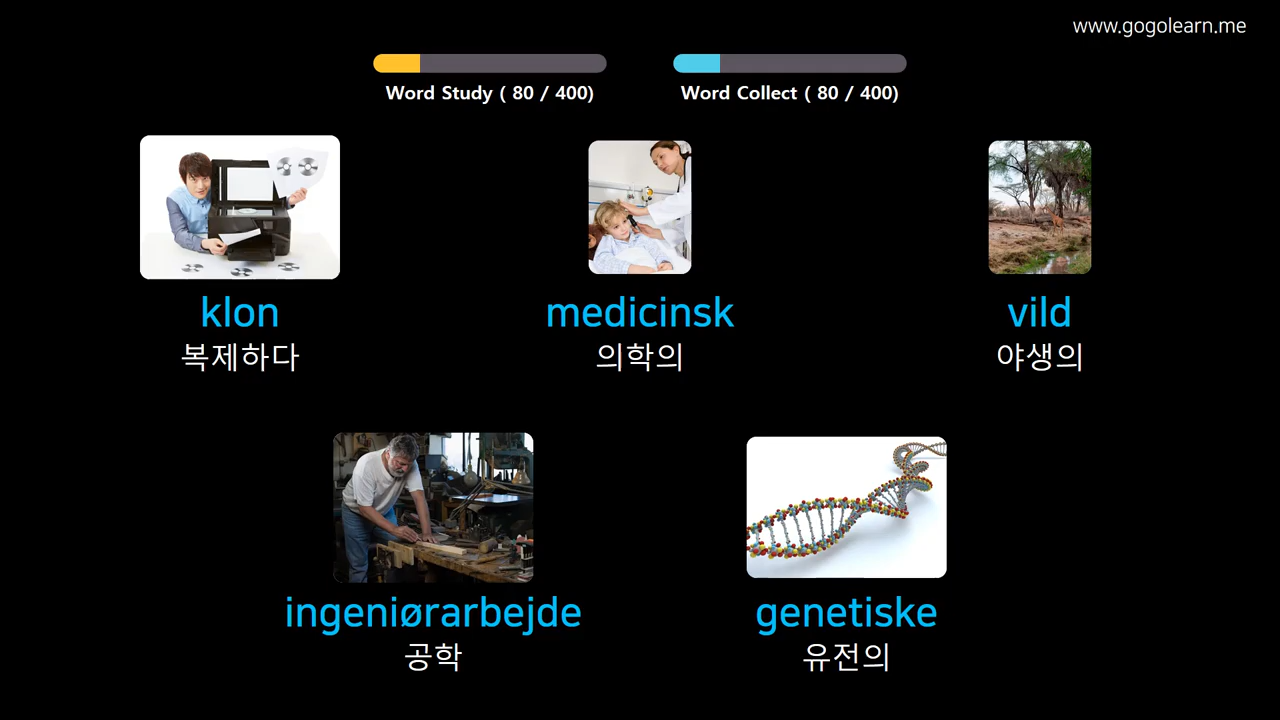 www.gogolearn.me
Word Study ( 80 / 400)
Word Collect ( 80 / 400)
klon
복제하다
medicinsk
의학의
vild
야생의
ingeniørarbejde
공학
genetiske
유전의